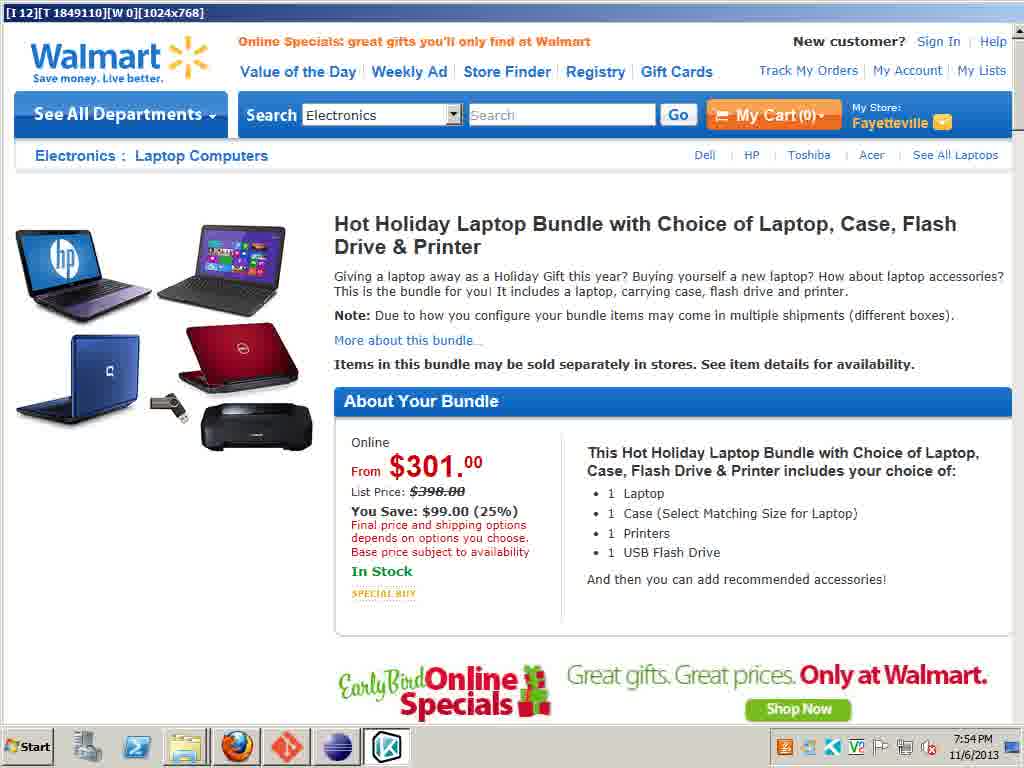 [I 12][T 1849110][W 0][1024x768]
Walmart
Save money. Live better.
Online Specials: great gifts you'll only find at Walmart
New customer? Sign In Help
Value of the Day Weekly Ad Store Finder Registry Gift Cards
Track My Orders My Account My Lists
See All Departments
Search Electronics Search Go My Cart (0)
My Store:
Fayetteville
Electronics : Laptop Computers
Dell HP Toshiba Acer See All Laptops
hp
Hot Holiday Laptop Bundle with Choice of Laptop, Case, Flash
Drive & Printer
Giving a laptop away as a Holiday Gift this year? Buying yourself a new laptop? How about laptop accessories?
This is the bundle for you! It includes a laptop, carrying case, flash drive and printer.
Note: Due to how you configure your bundle items may come in multiple shipments (different boxes).
More about this bundle...
Items in this bundle may be sold separately in stores. See item details for availability.
About Your Bundle
Online
From $301.00
List Price: $398.00
You Save: $99.00 (25%)
Final price and shipping options
depends on options you choose.
Base price subject to availability
In Stock
SPECIAL BUY
This Hot Holiday Laptop Bundle with Choice of Laptop,
Case, Flash Drive & Printer includes your choice of:
• 1 Laptop
• 1 Case (Select Matching Size for Laptop)
• 1 Printers
• 1 USB Flash Drive
And then you can add recommended accessories!
EarlyBird Online
Specials
Great gifts. Great prices. Only at Walmart.
Shop Now
Start
7:54 PM
11/6/2013